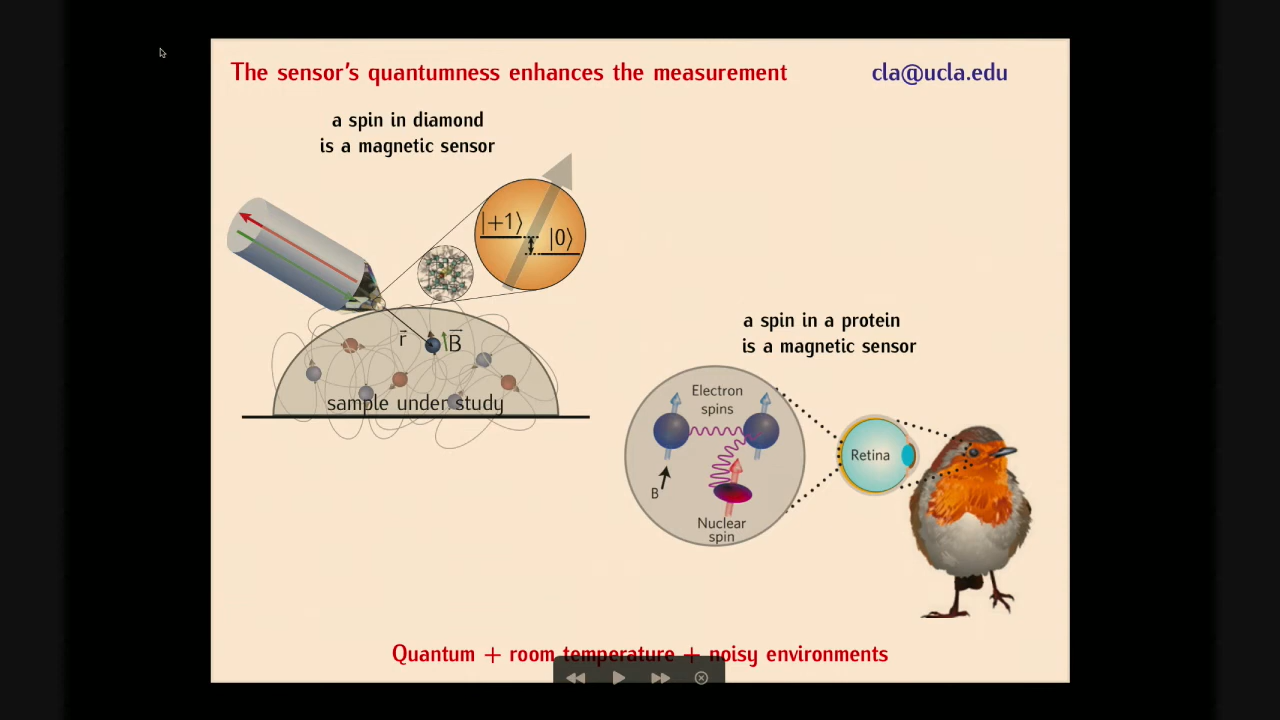 The sensor's quantumness enhances the measurement
cla@ucla.edu
a spin in diamond
is a magnetic sensor
|+1⟩
|0⟩
r⃗
B⃗
sample under study
a spin in a protein
is a magnetic sensor
Electron
spins
B
Nuclear
spin
Retina
Quantum + room temperature + noisy environments